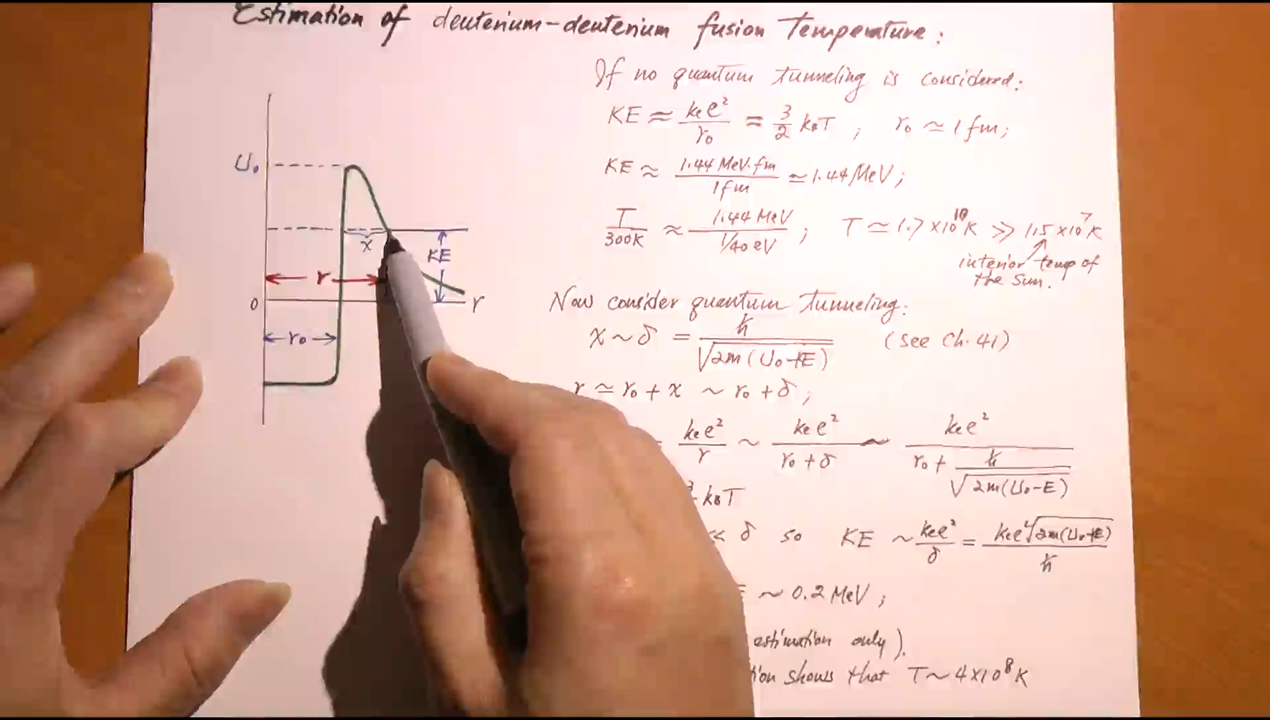 Estimation of deuterium-deuterium fusion Temperature:
If no quantum tunneling is considered:
KE ≈ kee²/r₀ ≈ 3/2 kBT ; r₀ ≃ 1 fm;
KE ≈ 1.44 MeV.fm/1 fm ≃ 1.44 MeV;
T/300K ≈ 1.44 MeV/1/40 eV ; T ≃ 1.7 × 10¹⁰ K ≫ 1.5 × 10⁷ K
interior temp of
the Sun.
U₀
x
KE
r
0
r
r₀
Now consider quantum tunneling:
x ~ δ = ħ/√2m(U₀-KE) (see Ch. 41)
r ≃ r₀ + x ~ r₀ + δ;
kee²/r ~ kee²/r₀ + δ ~ kee²/r₀ + ħ/√2m(U₀-E)
kBT
≪ δ so KE ~ kee²/δ = kee²√2m(U₀-KE)/ħ
~ 0.2 MeV;
estimation only).
shows that T ~ 4×10⁸ K